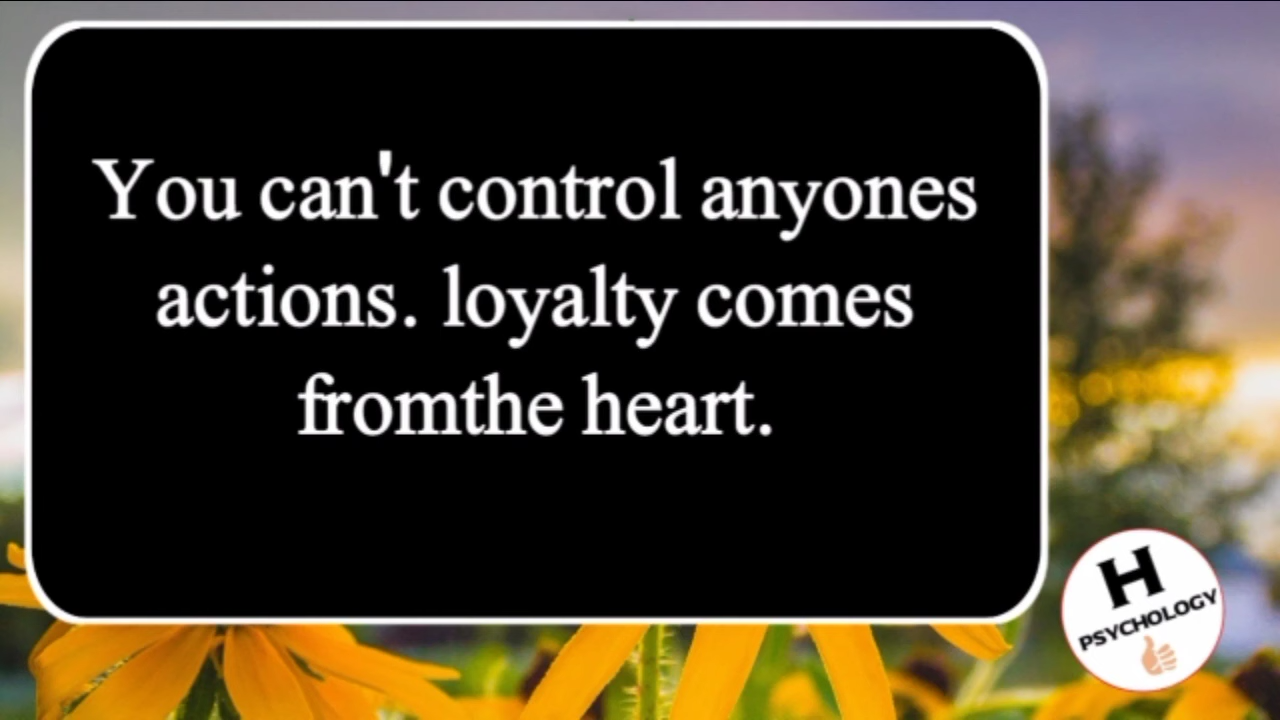 You can't control anyones
actions. loyalty comes
fromthe heart.
H
PSYCHOLOGY